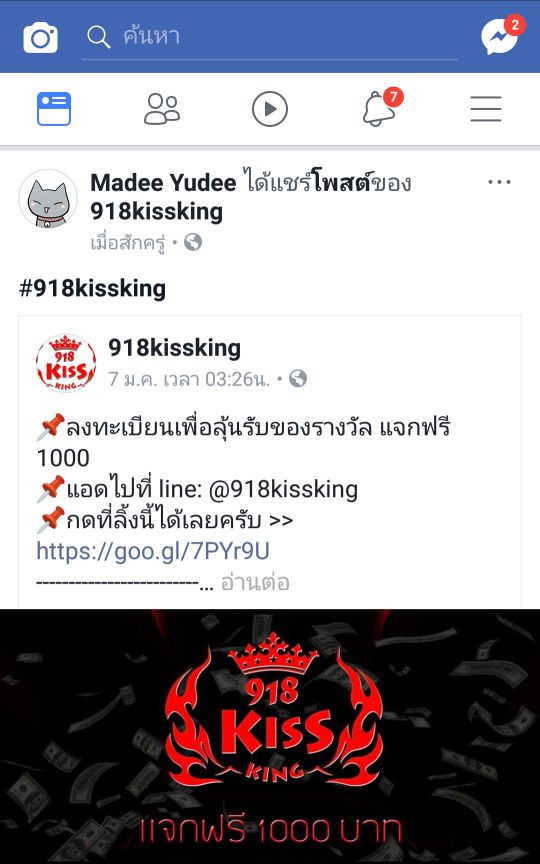 ค้นหา
2
7
Madee Yudee ได้แชร์โพสต์ของ
918kissking
เมื่อสักครู่ •
#918kissking
918
KISS
KING
918kissking
7 ม.ค. เวลา 03:26น. •
📌ลงทะเบียนเพื่อลุ้นรับของรางวัล แจกฟรี
1000
📌แอดไปที่ line: @918kissking
📌กดที่ลิ้งนี้ได้เลยครับ >>
https://goo.gl/7PYr9U
--------------------------... อ่านต่อ
918
KISS
KING
แจกฟรี 1000 บาท